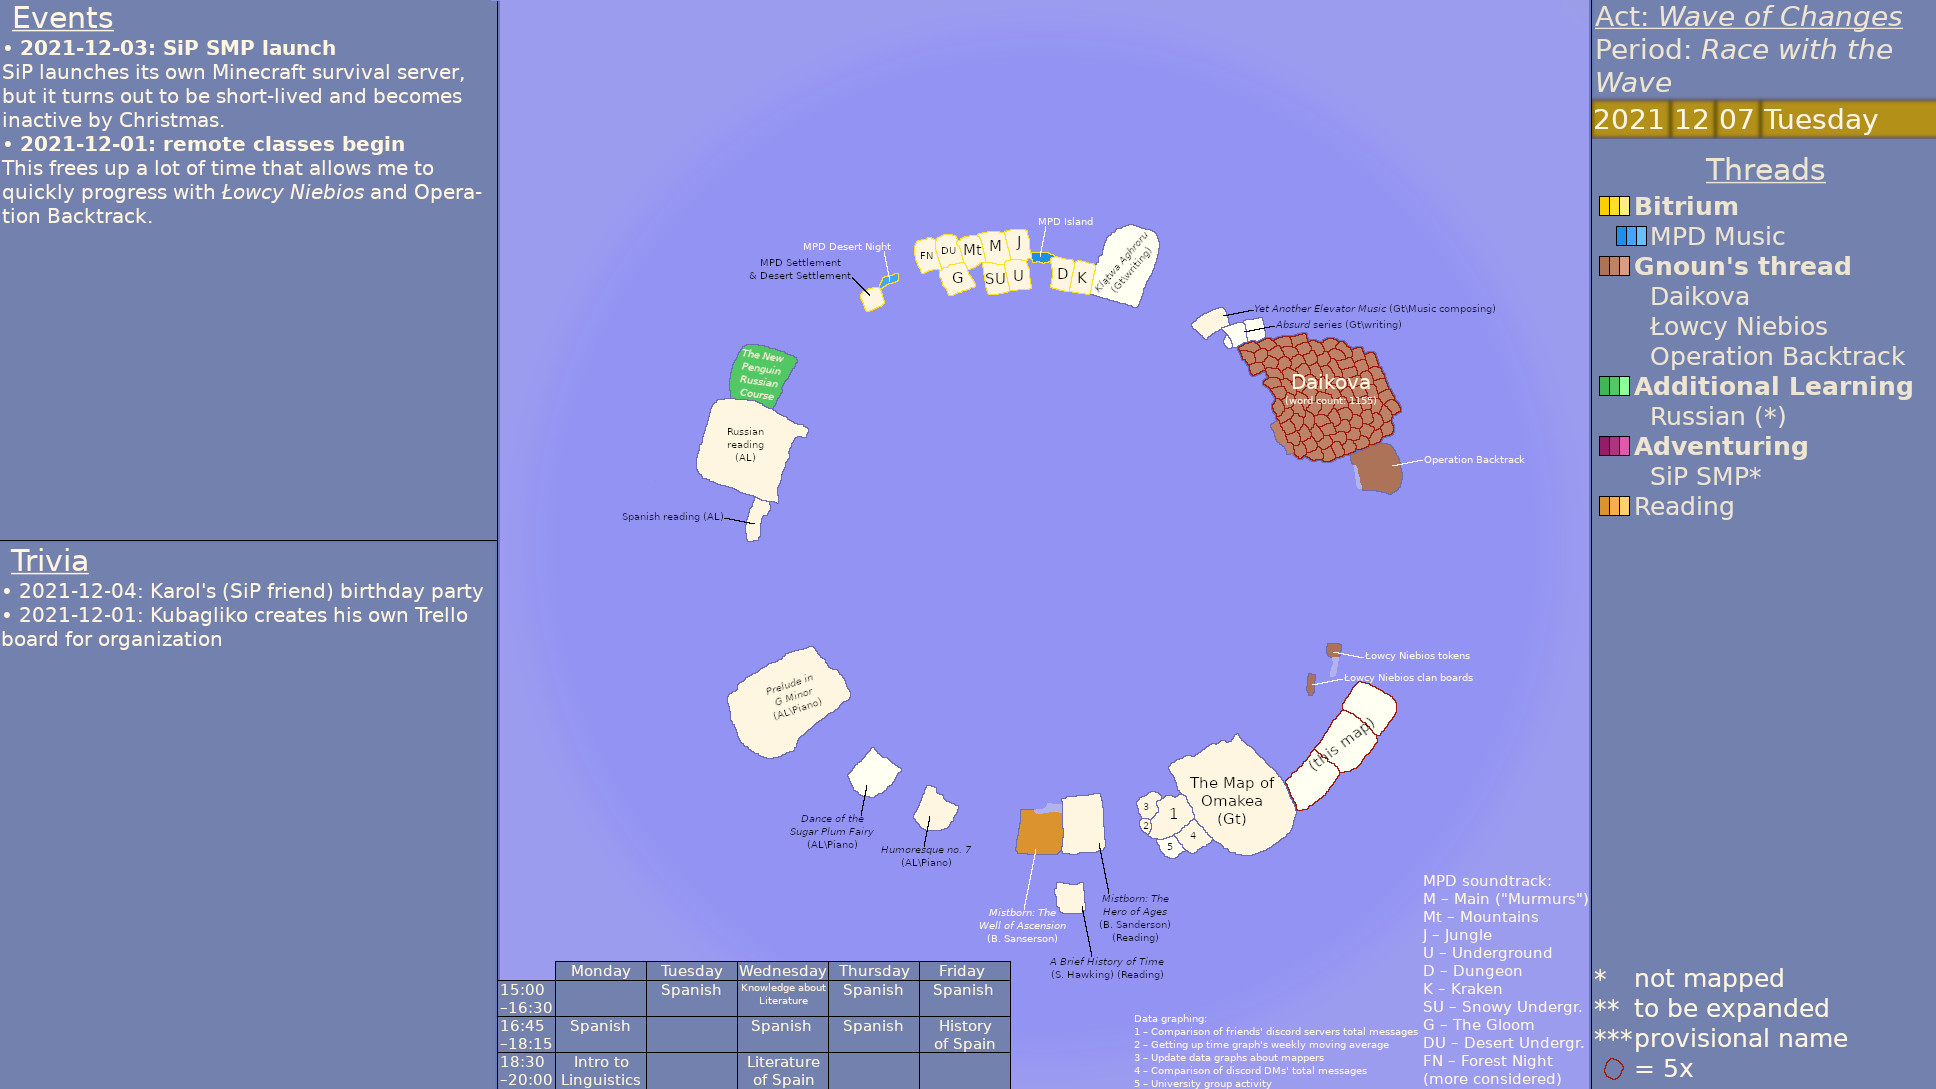 Events
• 2021-12-03: SiP SMP launch
SiP launches its own Minecraft survival server,
but it turns out to be short-lived and becomes
inactive by Christmas.
• 2021-12-01: remote classes begin
This frees up a lot of time that allows me to
quickly progress with Łowcy Niebios and Opera-
tion Backtrack.
Trivia
• 2021-12-04: Karol's (SiP friend) birthday party
• 2021-12-01: Kubagliko creates his own Trello
board for organization
MPD Island
MPD Desert Night
MPD Settlement
& Desert Settlement
FN
DU
Mt
M
J
G
SU
U
D
K
Klątwa Aghroru
(Gt\writing)
Yet Another Elevator Music (Gt\Music composing)
Absurd series (Gt\writing)
Daikova
(word count: 1155)
Operation Backtrack
The New
Penguin
Russian
Course
Russian
reading
(AL)
Spanish reading (AL)
Łowcy Niebios tokens
Łowcy Niebios clan boards
(this map)
Prelude in
G Minor
(AL\Piano)
Dance of the
Sugar Plum Fairy
(AL\Piano)
Humoresque no. 7
(AL\Piano)
The Map of
Omakea
(Gt)
3
1
2
4
5
Mistborn: The
Well of Ascension
(B. Sanserson)
Mistborn: The
Hero of Ages
(B. Sanderson)
(Reading)
A Brief History of Time
(S. Hawking) (Reading)
Monday Tuesday Wednesday Thursday Friday
15:00
–16:30
Spanish
Knowledge about
Literature
Spanish
Spanish
16:45
–18:15
Spanish
Spanish
Spanish
History
of Spain
18:30
–20:00
Intro to
Linguistics
Literature
of Spain
Data graphing:
1 – Comparison of friends' discord servers total messages
2 – Getting up time graph's weekly moving average
3 – Update data graphs about mappers
4 – Comparison of discord DMs' total messages
5 – University group activity
MPD soundtrack:
M – Main ("Murmurs")
Mt – Mountains
J – Jungle
U – Underground
D – Dungeon
K – Kraken
SU – Snowy Undergr.
G – The Gloom
DU – Desert Undergr.
FN – Forest Night
(more considered)
Act: Wave of Changes
Period: Race with the
Wave
2021 12 07 Tuesday
Threads
Bitrium
MPD Music
Gnoun's thread
Daikova
Łowcy Niebios
Operation Backtrack
Additional Learning
Russian (*)
Adventuring
SiP SMP*
Reading
* not mapped
** to be expanded
*** provisional name
= 5x